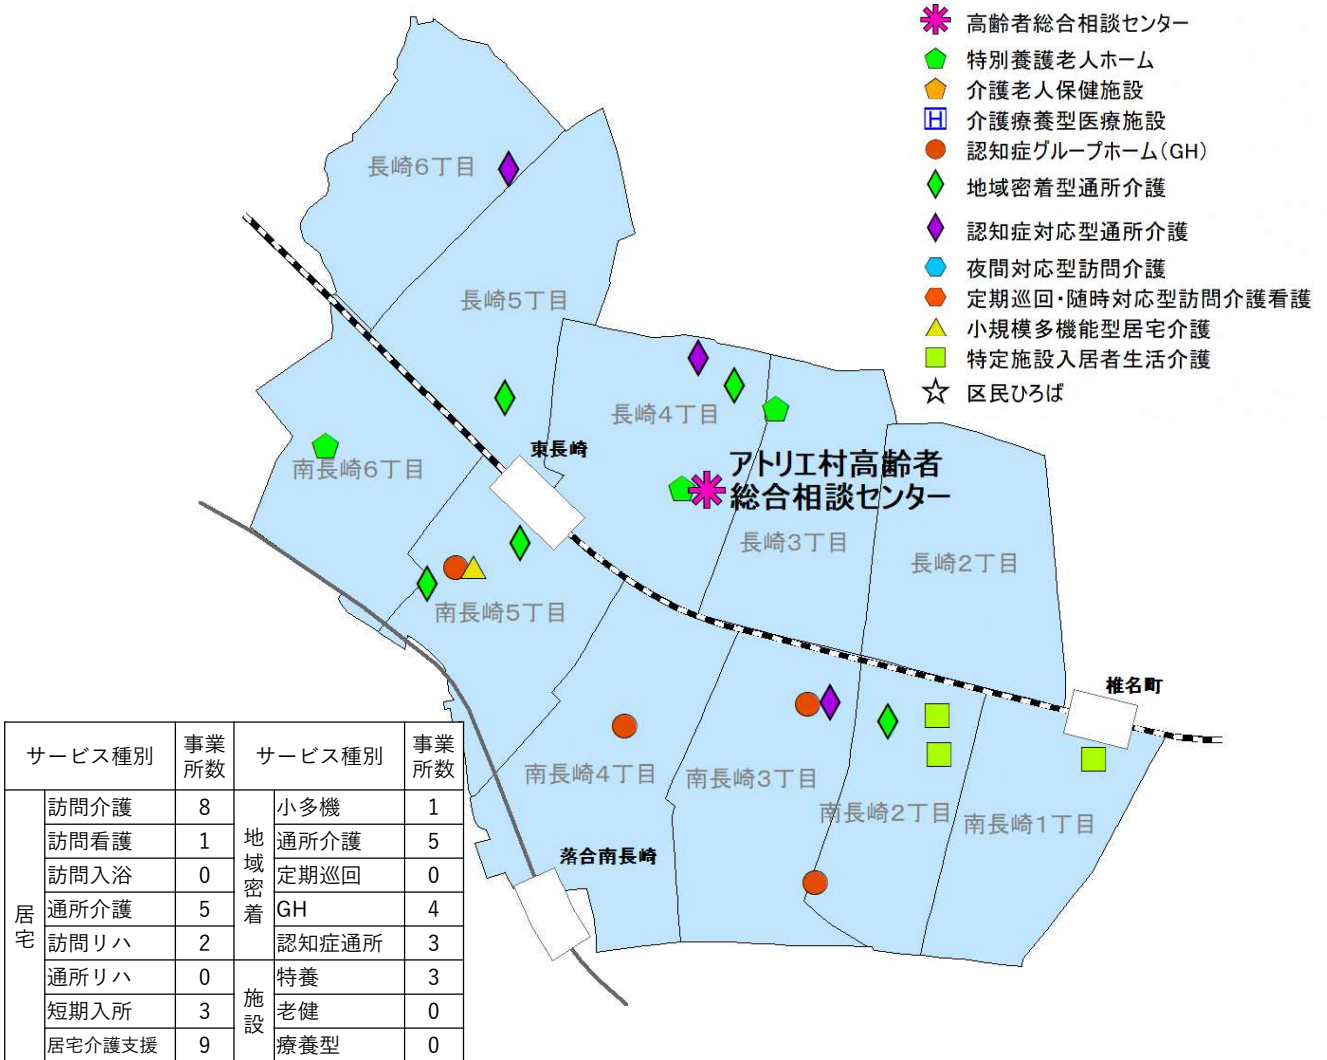 高齢者総合相談センター
特別養護老人ホーム
介護老人保健施設
H 介護療養型医療施設
認知症グループホーム(GH)
地域密着型通所介護
認知症対応型通所介護
夜間対応型訪問介護
定期巡回・随時対応型訪問介護看護
小規模多機能型居宅介護
特定施設入居者生活介護
区民ひろば
長崎6丁目
長崎5丁目
長崎4丁目
東長崎
南長崎6丁目
アトリエ村高齢者
総合相談センター
長崎3丁目
長崎2丁目
南長崎5丁目
椎名町
南長崎4丁目
南長崎3丁目
南長崎2丁目
南長崎1丁目
落合南長崎
サービス種別 事業所数 サービス種別 事業所数
居宅 訪問介護 8 地域密着 小多機 1
訪問看護 1 通所介護 5
訪問入浴 0 定期巡回 0
通所介護 5 GH 4
訪問リハ 2 認知症通所 3
通所リハ 0 施設 特養 3
短期入所 3 老健 0
居宅介護支援 9 療養型 0